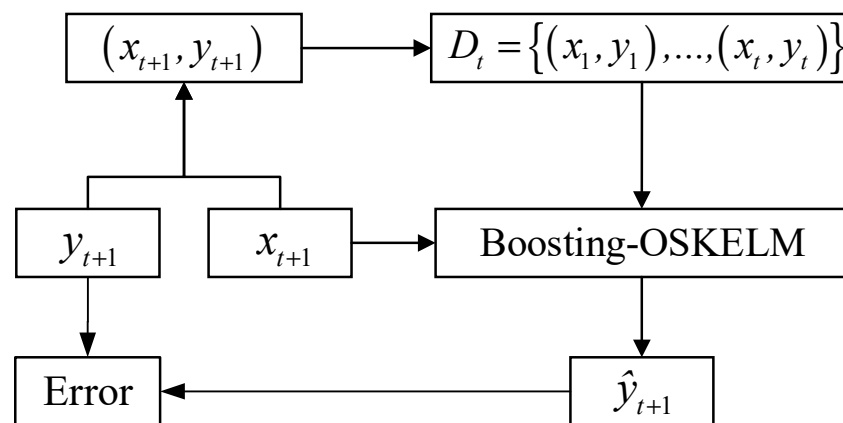 (x_{t+1}, y_{t+1})
D_t = {(x_1, y_1),...,(x_t, y_t)}
y_{t+1}
x_{t+1}
Boosting-OSKELM
Error
ŷ_{t+1}